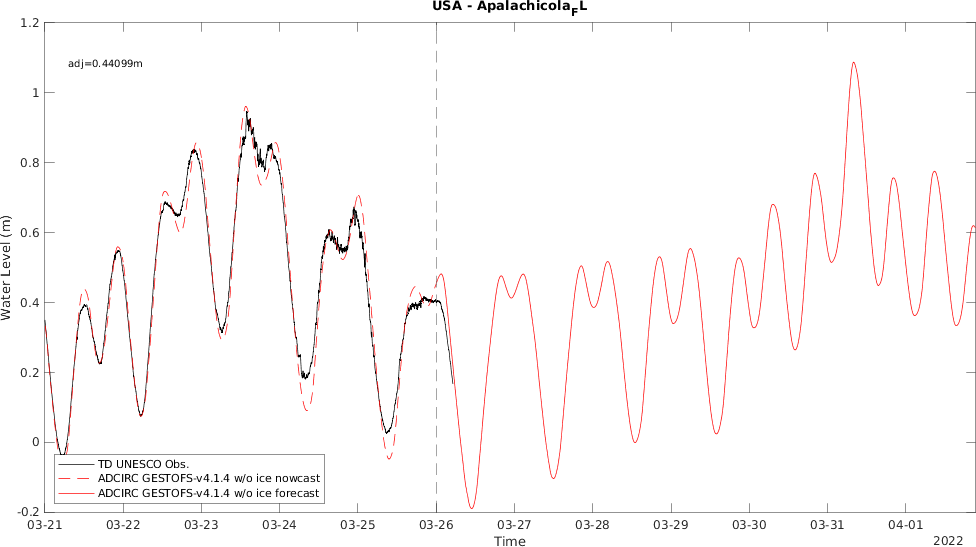 USA - Apalachicola_FL
adj=0.44099m
Water Level (m)
1.2
1
0.8
0.6
0.4
0.2
0
-0.2
TD UNESCO Obs.
ADCIRC GESTOFS-v4.1.4 w/o ice nowcast
ADCIRC GESTOFS-v4.1.4 w/o ice forecast
03-21 03-22 03-23 03-24 03-25 03-26 03-27 03-28 03-29 03-30 03-31 04-01
Time
2022